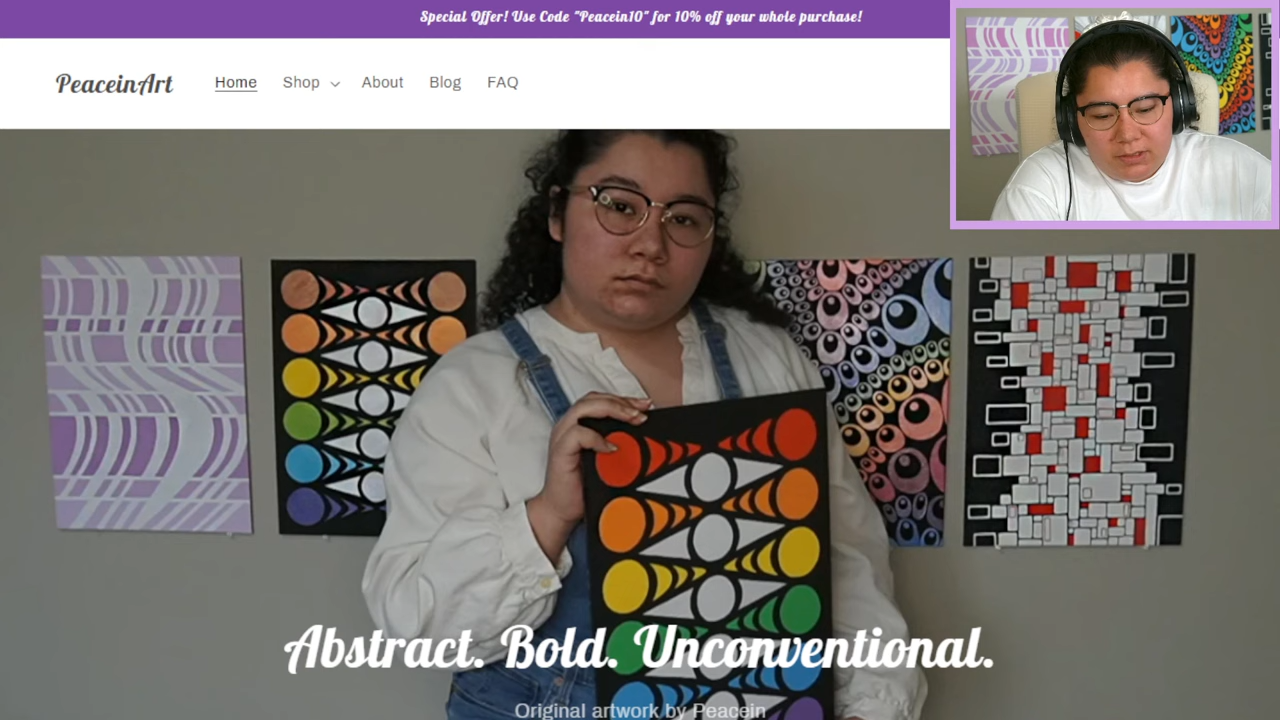 Special Offer! Use Code "Peacein10" for 10% off your whole purchase!
PeaceinArt Home Shop About Blog FAQ
Abstract. Bold. Unconventional.
Original artwork by Peacein